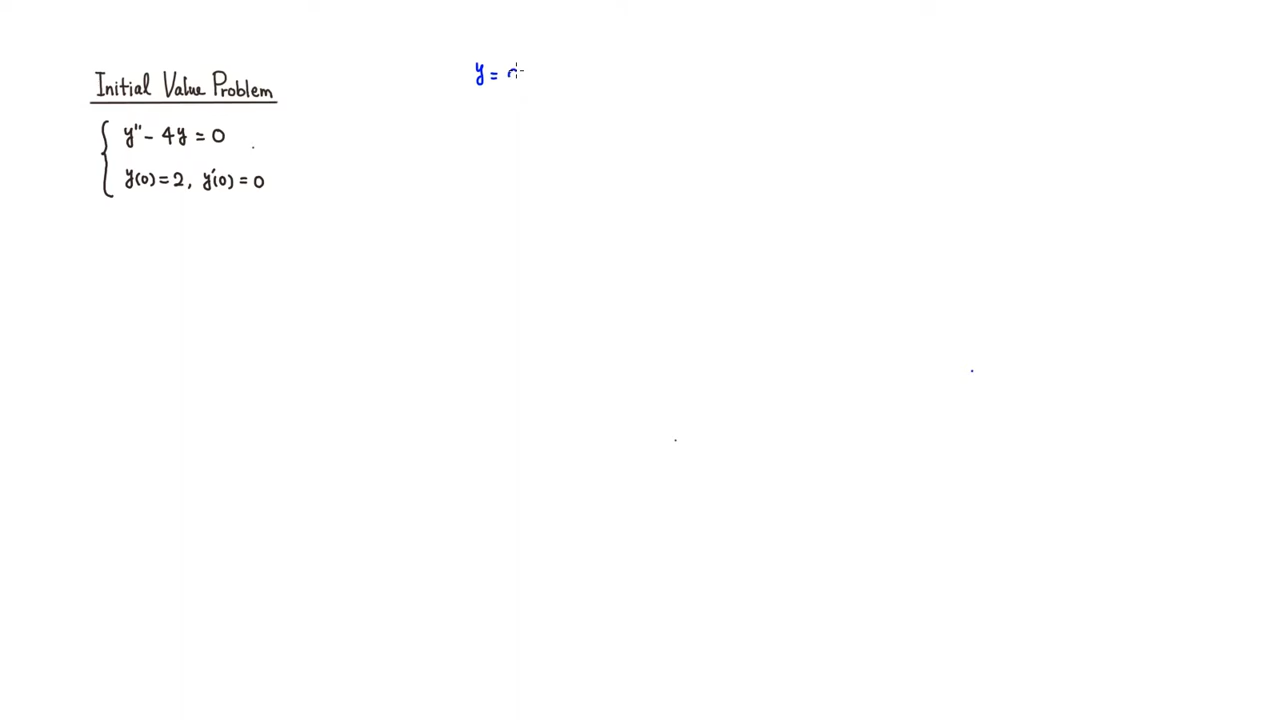 Initial Value Problem
y'' - 4y = 0
y(0) = 2, y'(0) = 0
y =